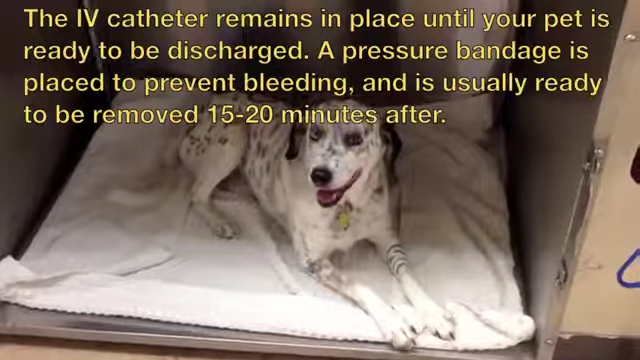 The IV catheter remains in place until your pet is
ready to be discharged. A pressure bandage is
placed to prevent bleeding, and is usually ready
to be removed 15-20 minutes after.